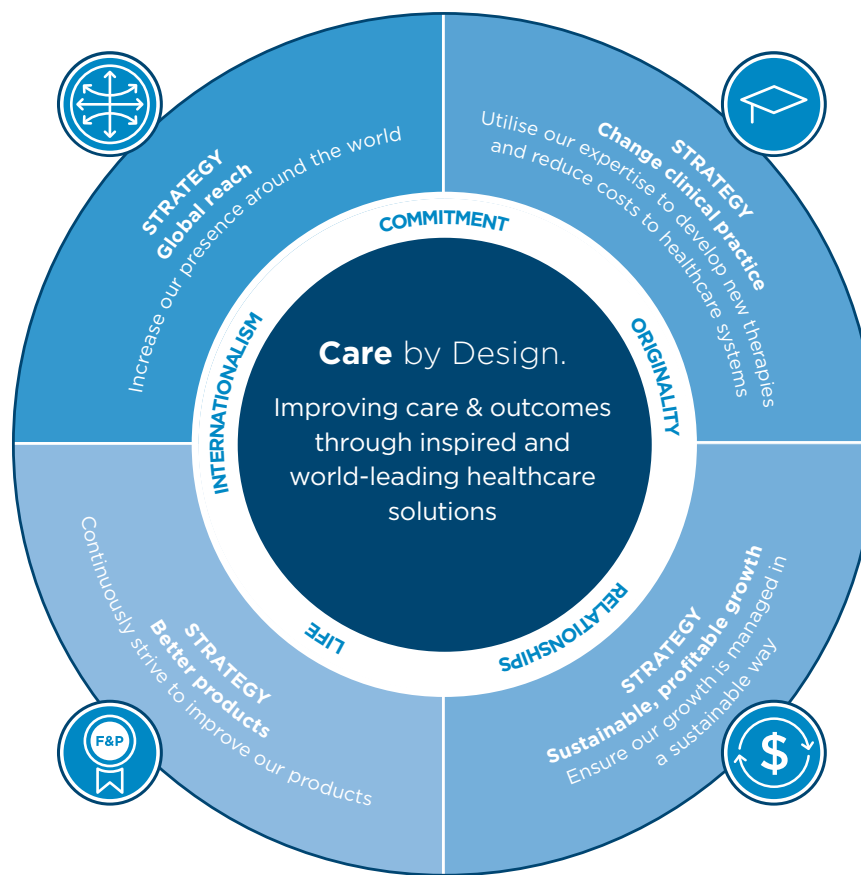 STRATEGY
Global reach
Increase our presence around the world
STRATEGY
Change clinical practice
Utilise our expertise to develop new therapies
and reduce costs to healthcare systems
COMMITMENT
ORIGINALITY
RELATIONSHIPS
LIFE
INTERNATIONALISM
Care by Design.
Improving care & outcomes
through inspired and
world-leading healthcare
solutions
STRATEGY
Better products
Continuously strive to improve our products
F&P
STRATEGY
Sustainable, profitable growth
Ensure our growth is managed in
a sustainable way
$